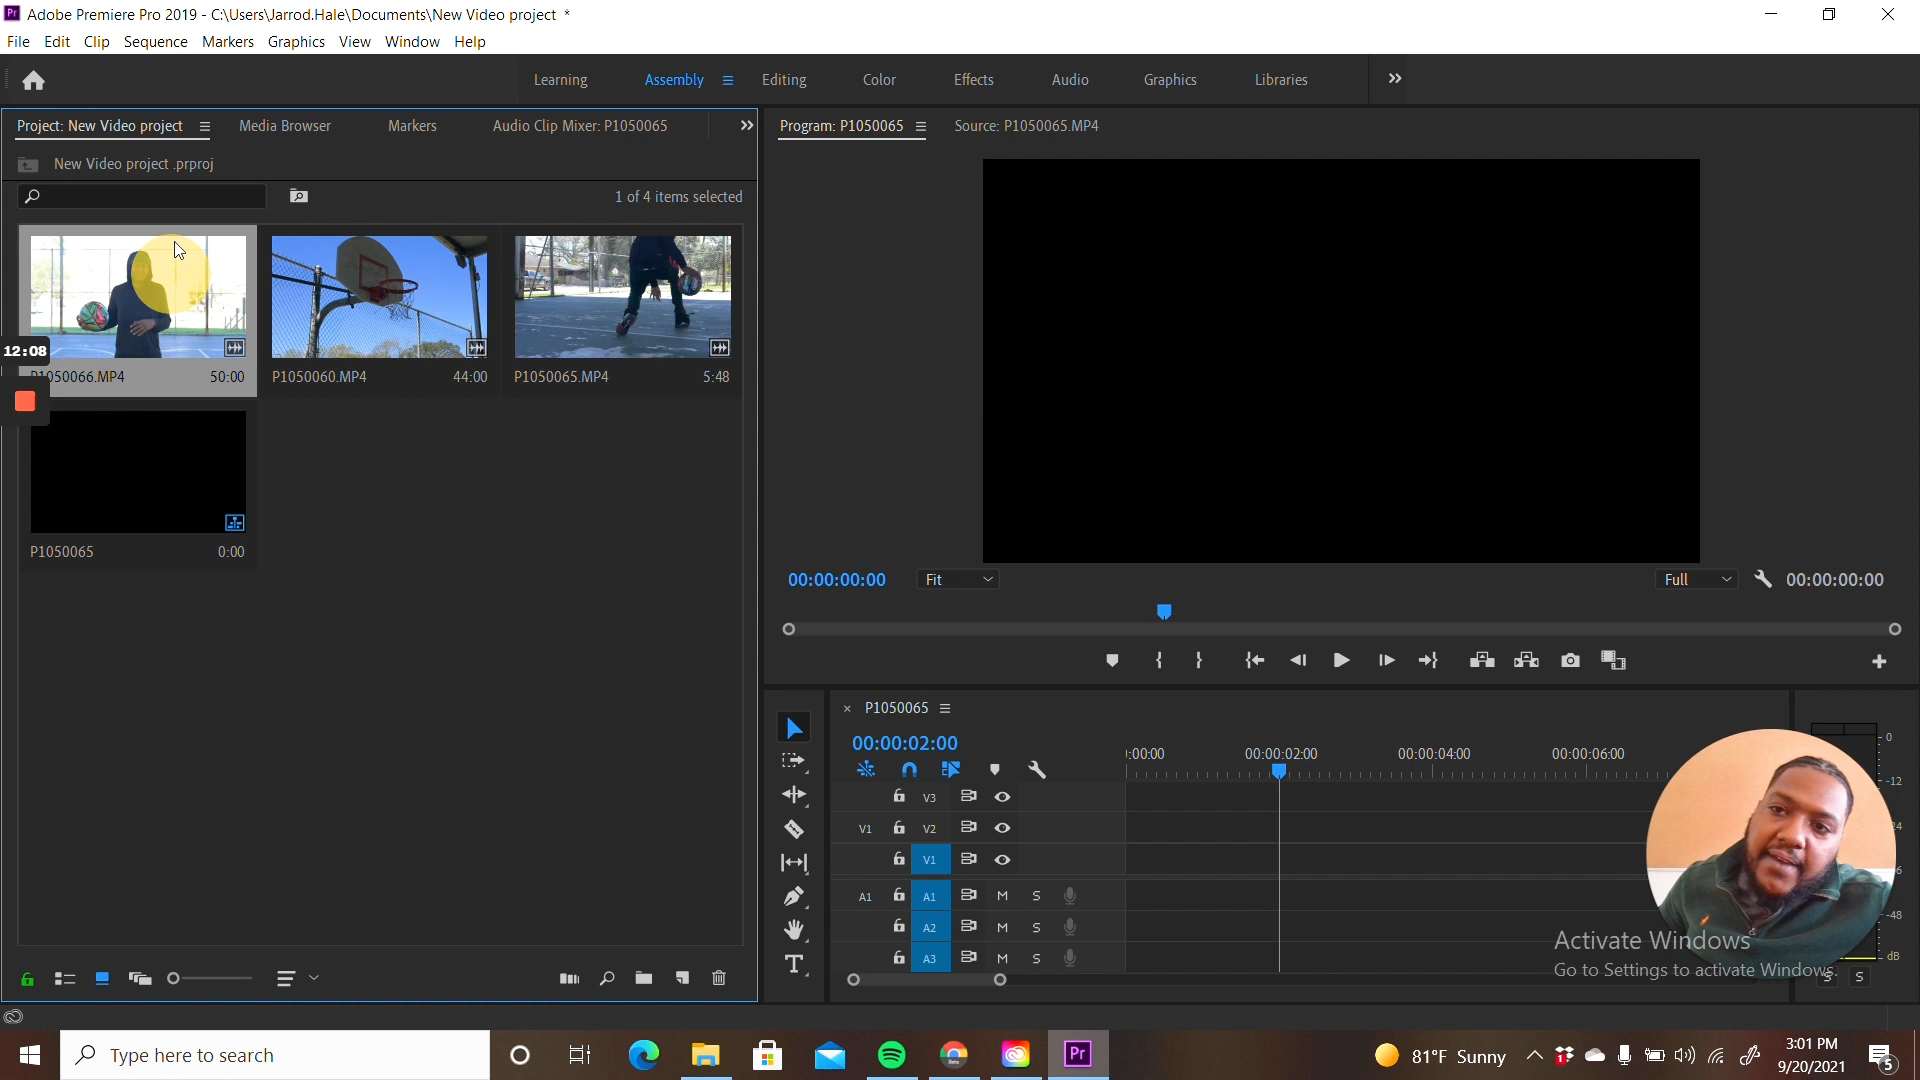 Pr Adobe Premiere Pro 2019 - C:\Users\Jarrod.Hale\Documents\New Video project *
File Edit Clip Sequence Markers Graphics View Window Help
Learning Assembly Editing Color Effects Audio Graphics Libraries
Project: New Video project Media Browser Markers Audio Clip Mixer: P1050065
Program: P1050065 Source: P1050065.MP4
New Video project .prproj
1 of 4 items selected
12:08
P1050066.MP4 50:00 P1050060.MP4 44:00 P1050065.MP4 5:48
P1050065 0:00
00:00:00:00 Fit Full 00:00:00:00
× P1050065
00:00:02:00
:00:00 00:00:02:00 00:00:04:00 00:00:06:00
V3
V1 V2
V1
A1 A1 M S
A2 M S
A3 M S
0
-12
-48
dB
S S
Activate Windows
Go to Settings to activate Windows.
Type here to search
Pr
81°F Sunny
1
3:01 PM
9/20/2021
5